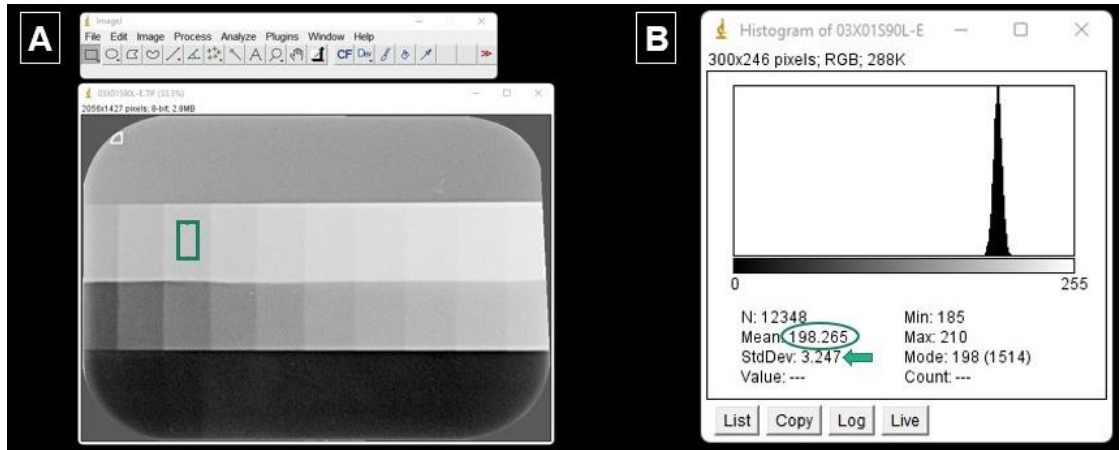 A
ImageJ
File Edit Image Process Analyze Plugins Window Help
A CF Dev. >>
03X01S90L-E.TIF (33.3%)
2056x1427 pixels; 8-bit; 2.8MB
B
Histogram of 03X01S90L-E
300x246 pixels; RGB; 288K
0 255
N: 12348 Min: 185
Mean: 198.265 Max: 210
StdDev: 3.247 Mode: 198 (1514)
Value: --- Count: ---
List Copy Log Live